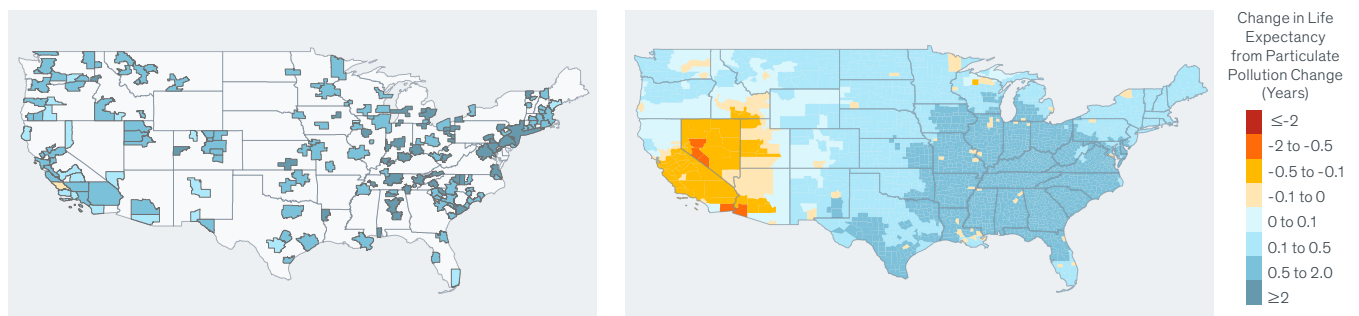 Change in Life
Expectancy
from Particulate
Pollution Change
(Years)
≤-2
-2 to -0.5
-0.5 to -0.1
-0.1 to 0
0 to 0.1
0.1 to 0.5
0.5 to 2.0
≥2